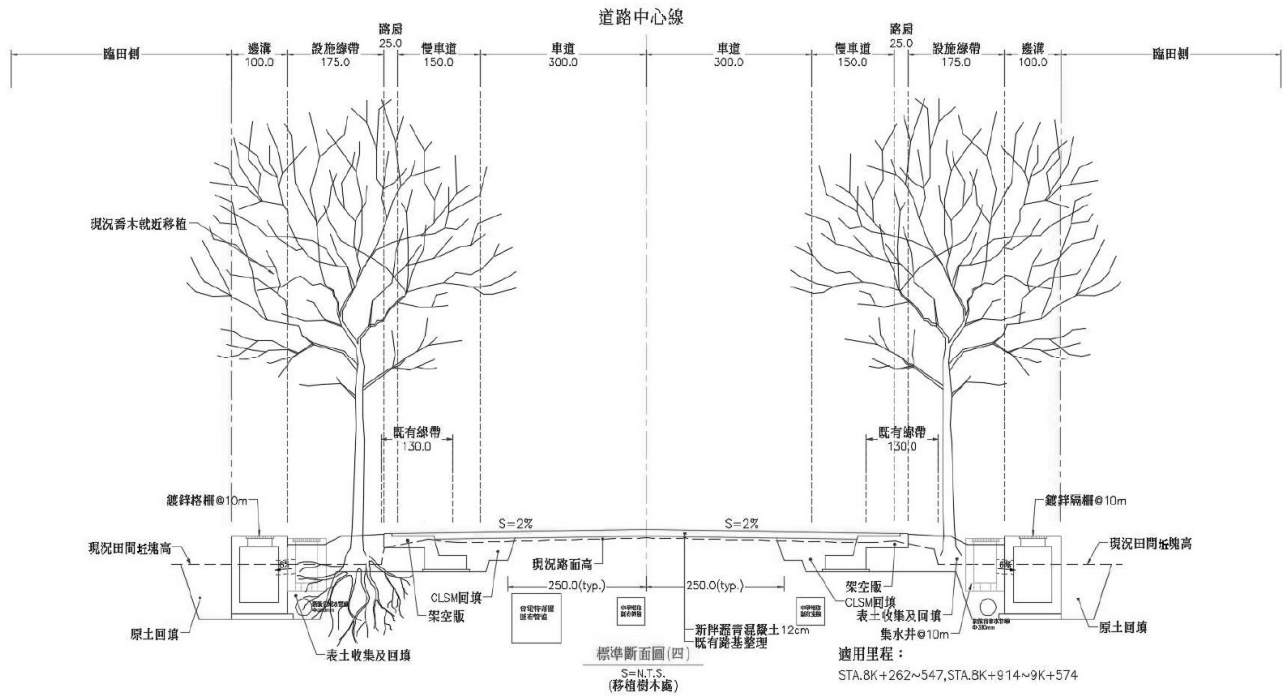 道路中心線
臨田側
邊溝
100.0
設施綠帶
175.0
路肩
25.0
慢車道
150.0
車道
300.0
車道
300.0
慢車道
150.0
路肩
25.0
設施綠帶
175.0
邊溝
100.0
臨田側
現況喬木就近移植
既有綠帶
130.0
既有綠帶
130.0
鍍鋅格柵@10m
鍍鋅隔柵@10m
S=2%
S=2%
現況田間坵塊高
現況田間坵塊高
6%
6%
現況路面高
250.0(typ.)
250.0(typ.)
CLSM回填
架空版
架空版
CLSM回填
表土收集及回填
集水井@10m
原土回填
原土回填
表土收集及回填
新拌瀝青混凝土12cm
既有路基整理
標準斷面圖(四)
S=N.T.S.
(移植樹木處)
適用里程：
STA.8K+262~547,STA.8K+914~9K+574